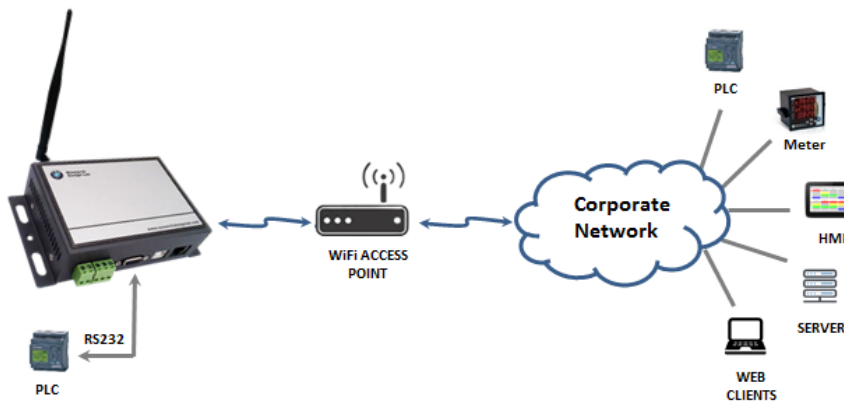 PLC
Meter
HMI
SERVER
WEB
CLIENTS
Corporate
Network
WiFi ACCESS
POINT
RS232
PLC